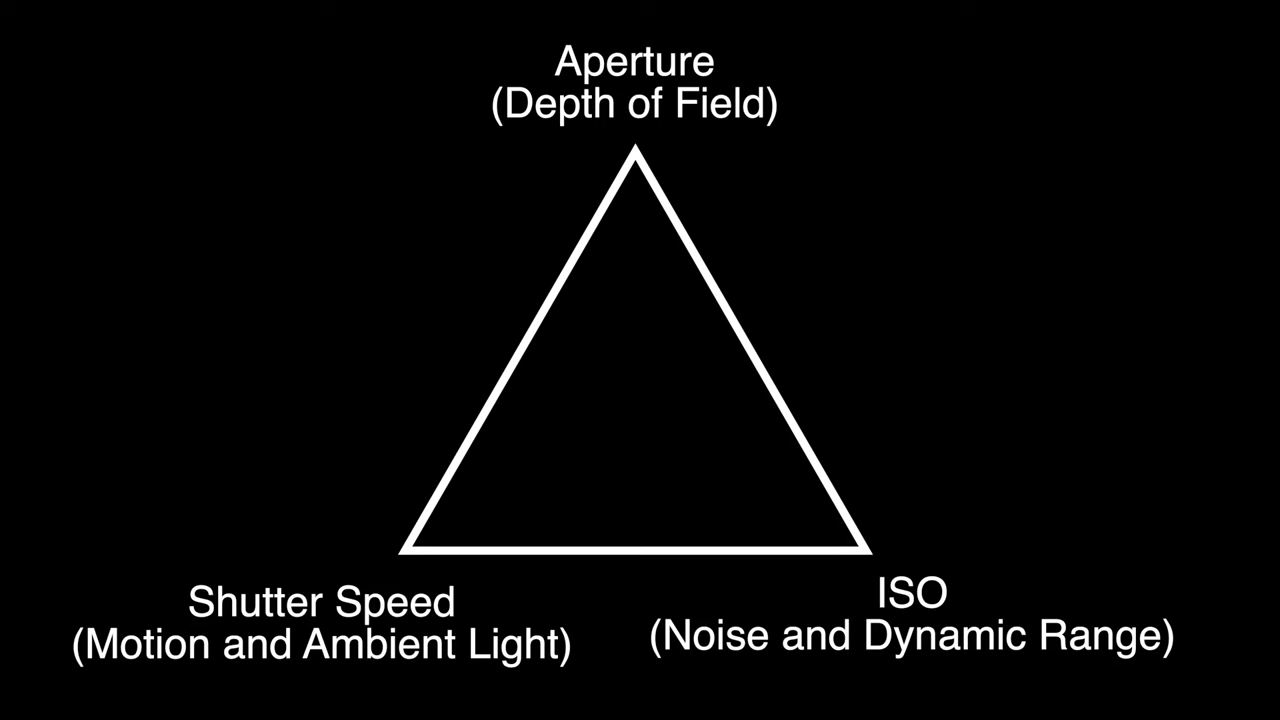 Aperture
(Depth of Field)
Shutter Speed
(Motion and Ambient Light)
ISO
(Noise and Dynamic Range)